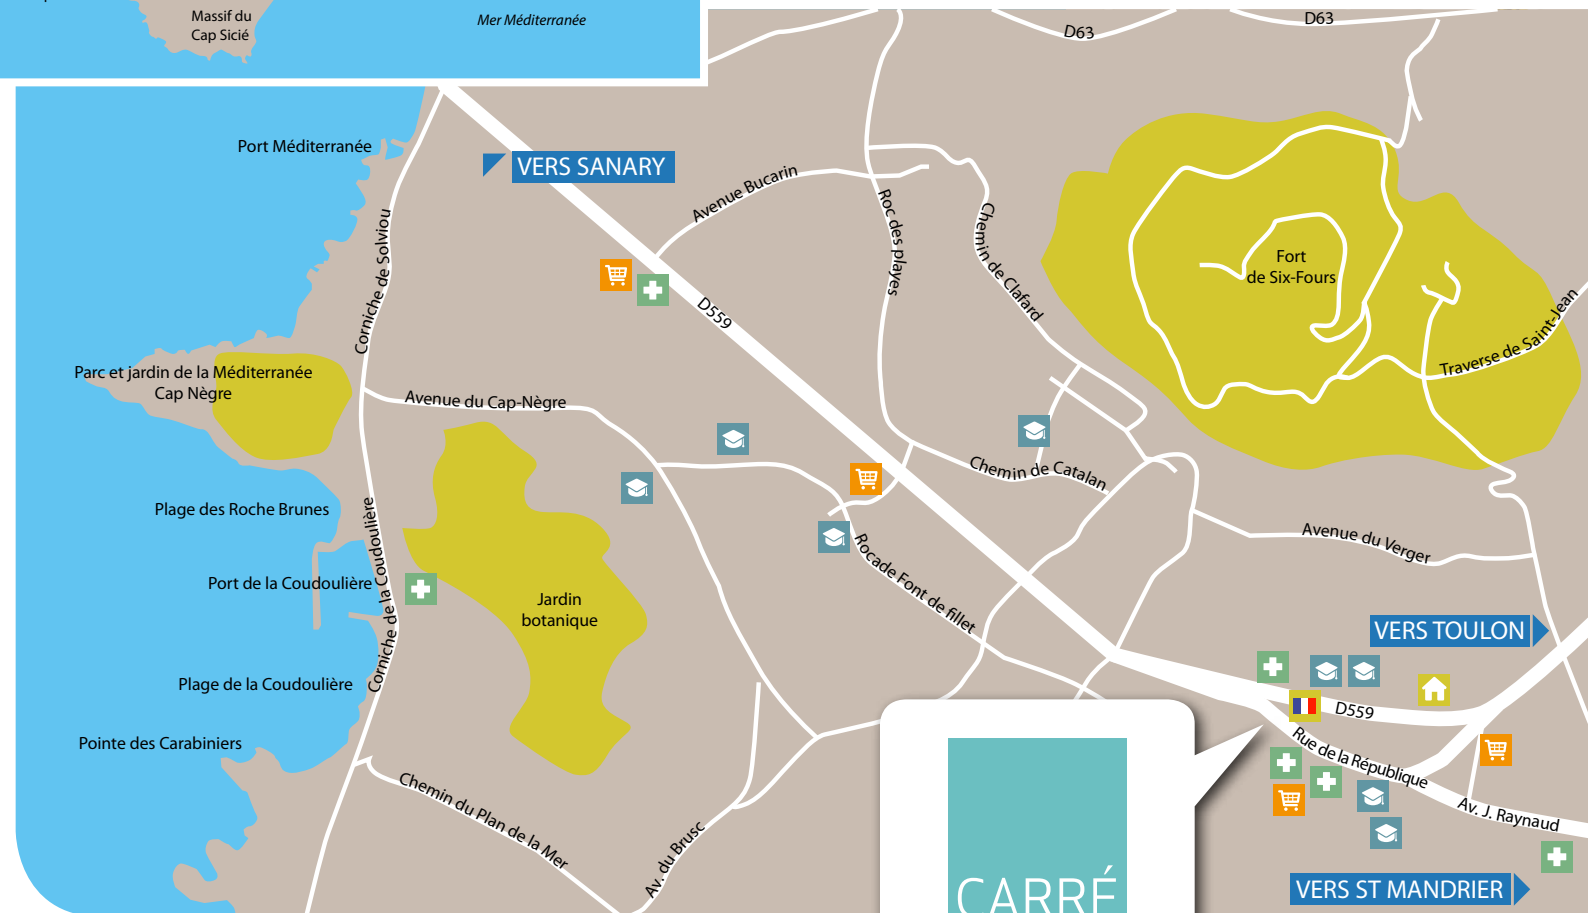 Massif du
Cap Sicié
Mer Méditerranée
D63
D63
Port Méditerranée
VERS SANARY
Avenue Bucarin
Roc des playes
Chemin de Clafard
Corniche de Solviou
D559
Fort
de Six-Fours
Traverse de Saint-Jean
Parc et jardin de la Méditerranée
Cap Nègre
Avenue du Cap-Nègre
Chemin de Catalan
Plage des Roche Brunes
Corniche de la Coudoulière
Avenue du Verger
Rocade Font de fillet
Port de la Coudoulière
Jardin
botanique
VERS TOULON
Corniche de la Coudoulière
Plage de la Coudoulière
D559
Pointe des Carabiniers
Rue de la République
Chemin du Plan de la Mer
Av. J. Raynaud
Av. du Brusc
CARRÉ
VERS ST MANDRIER